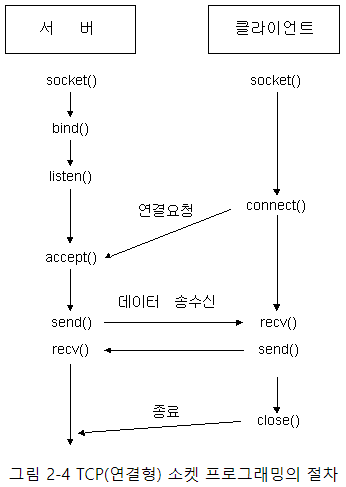 서 버 클라이언트
socket() socket()
bind()
listen()
연결요청 connect()
accept()
데이터 송수신
send() recv()
recv() send()
종료 close()
그림 2-4 TCP(연결형) 소켓 프로그래밍의 절차